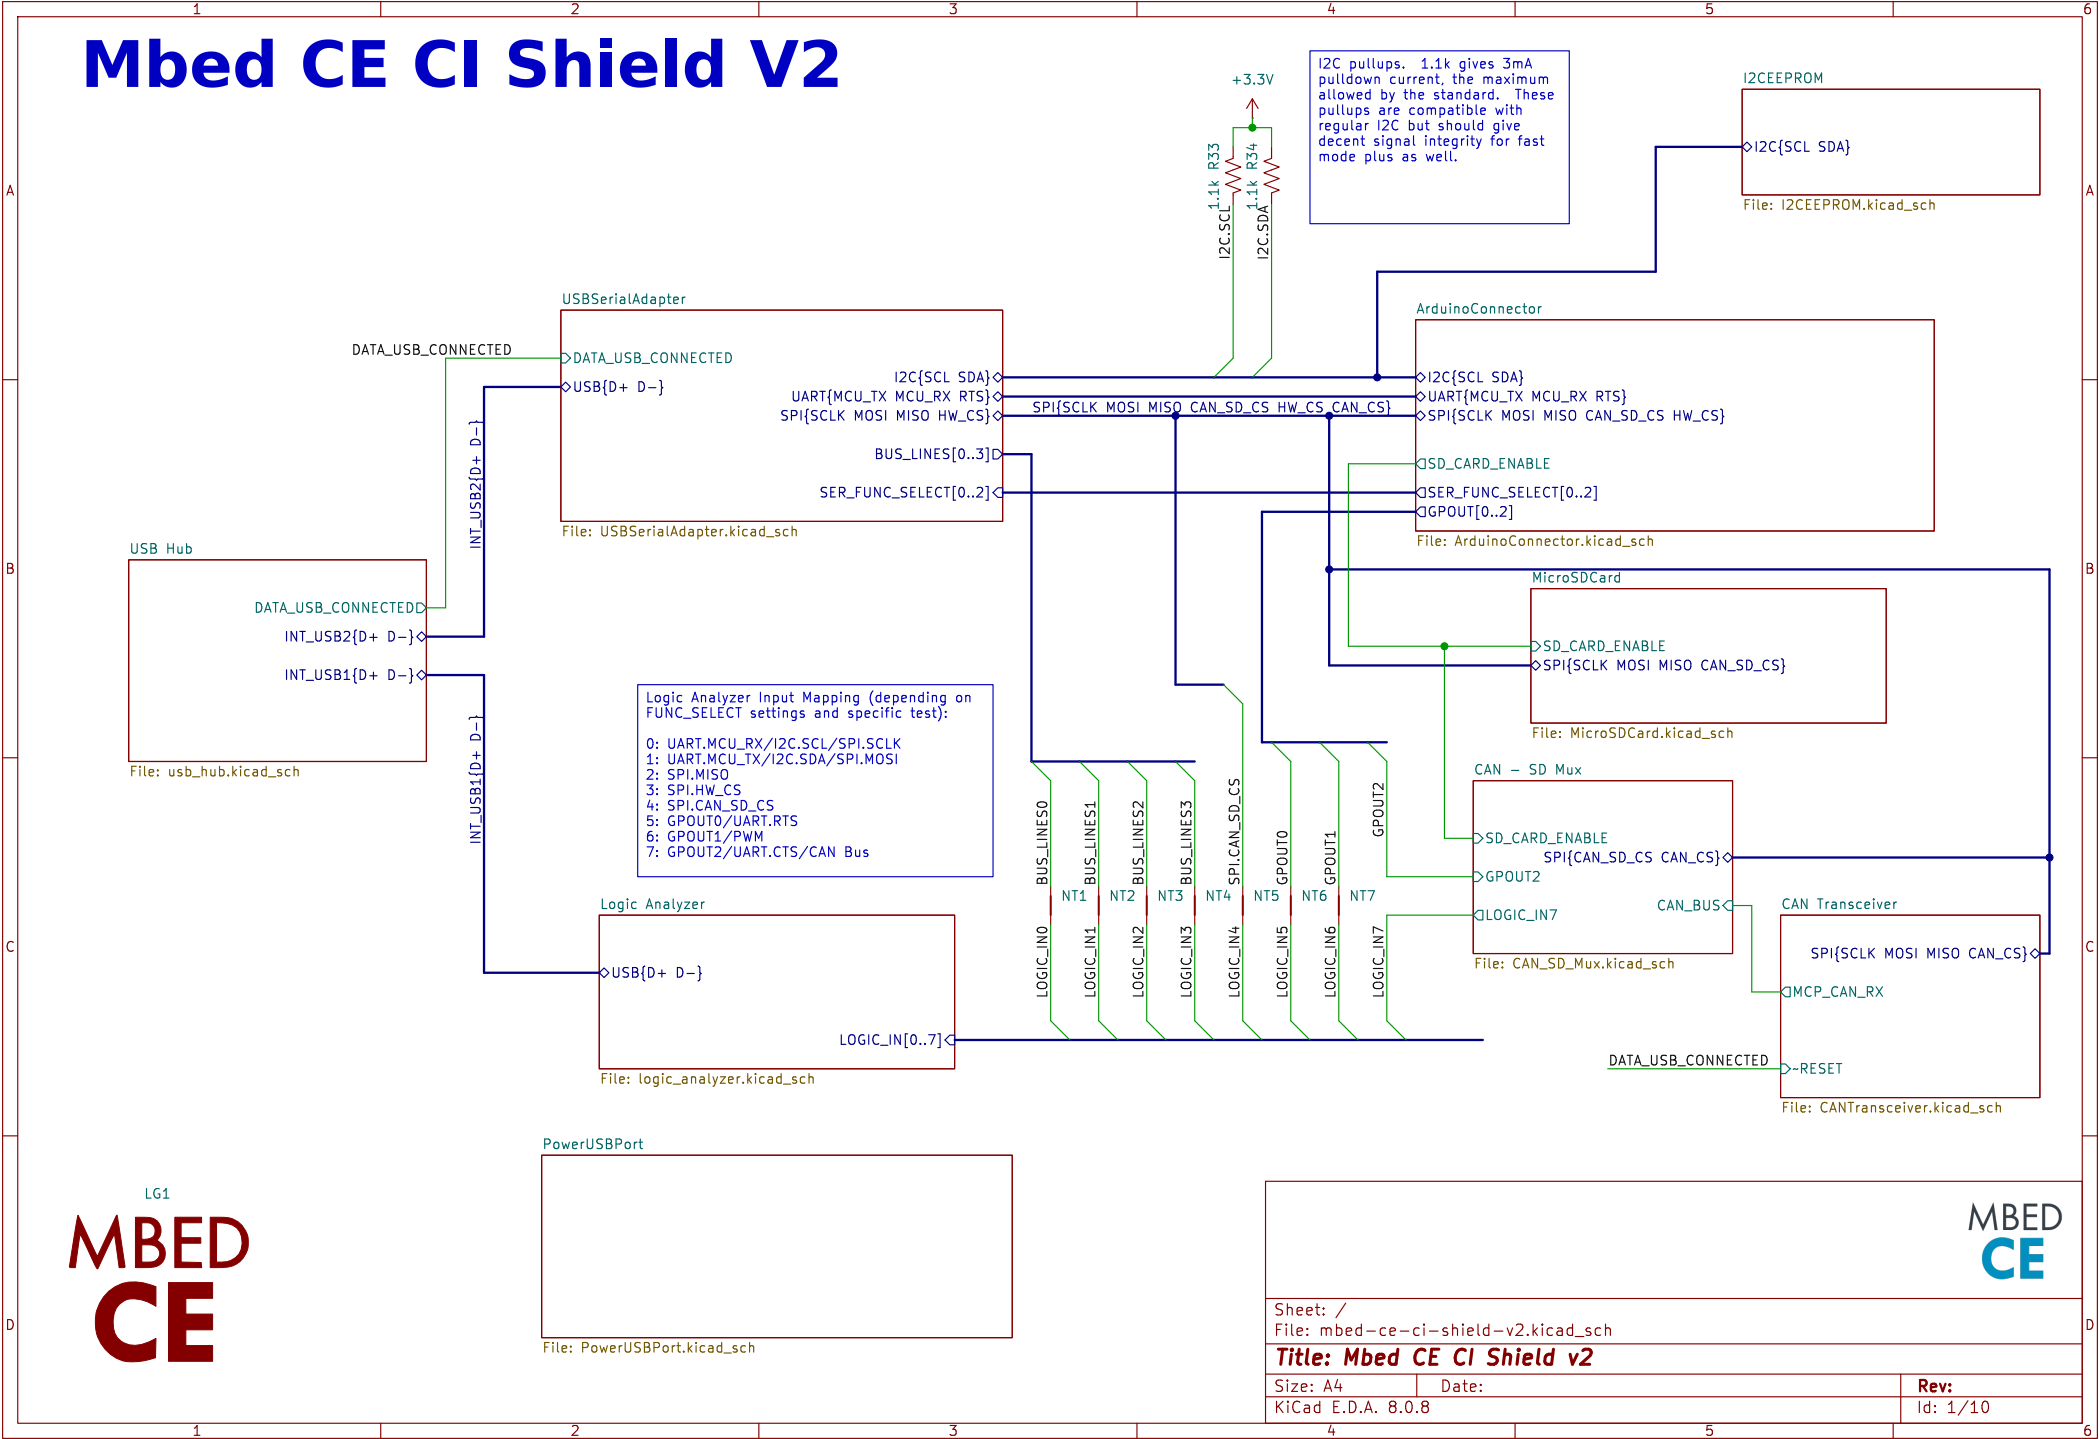 1 2 3 4 5 6
Mbed CE CI Shield V2
+3.3V
I2C pullups.  1.1k gives 3mA
pulldown current, the maximum
allowed by the standard.  These
pullups are compatible with
regular I2C but should give
decent signal integrity for fast
mode plus as well.
I2CEEPROM
I2C{SCL SDA}
File: I2CEEPROM.kicad_sch
R33
1.1k
R34
1.1k
A
A
I2C.SCL
I2C.SDA
USBSerialAdapter
DATA_USB_CONNECTED
DATA_USB_CONNECTED
USB{D+ D-}
I2C{SCL SDA}
UART{MCU_TX MCU_RX RTS}
SPI{SCLK MOSI MISO HW_CS}
BUS_LINES[0..3]
SER_FUNC_SELECT[0..2]
File: USBSerialAdapter.kicad_sch
SPI{SCLK MOSI MISO CAN_SD_CS HW_CS CAN_CS}
ArduinoConnector
I2C{SCL SDA}
UART{MCU_TX MCU_RX RTS}
SPI{SCLK MOSI MISO CAN_SD_CS HW_CS}
SD_CARD_ENABLE
SER_FUNC_SELECT[0..2]
GPOUT[0..2]
File: ArduinoConnector.kicad_sch
INT_USB2{D+ D-}
USB Hub
DATA_USB_CONNECTED
INT_USB2{D+ D-}
INT_USB1{D+ D-}
File: usb_hub.kicad_sch
B
B
MicroSDCard
SD_CARD_ENABLE
SPI{SCLK MOSI MISO CAN_SD_CS}
File: MicroSDCard.kicad_sch
INT_USB1{D+ D-}
Logic Analyzer Input Mapping (depending on
FUNC_SELECT settings and specific test):
0: UART.MCU_RX/I2C.SCL/SPI.SCLK
1: UART.MCU_TX/I2C.SDA/SPI.MOSI
2: SPI.MISO
3: SPI.HW_CS
4: SPI.CAN_SD_CS
5: GPOUT0/UART.RTS
6: GPOUT1/PWM
7: GPOUT2/UART.CTS/CAN Bus
BUS_LINES0
BUS_LINES1
BUS_LINES2
BUS_LINES3
SPI.CAN_SD_CS
GPOUT0
GPOUT1
GPOUT2
NT1 NT2 NT3 NT4 NT5 NT6 NT7
LOGIC_IN0
LOGIC_IN1
LOGIC_IN2
LOGIC_IN3
LOGIC_IN4
LOGIC_IN5
LOGIC_IN6
LOGIC_IN7
CAN - SD Mux
SD_CARD_ENABLE
SPI{CAN_SD_CS CAN_CS}
GPOUT2
CAN_BUS
LOGIC_IN7
File: CAN_SD_Mux.kicad_sch
Logic Analyzer
USB{D+ D-}
LOGIC_IN[0..7]
File: logic_analyzer.kicad_sch
C
C
CAN Transceiver
SPI{SCLK MOSI MISO CAN_CS}
MCP_CAN_RX
DATA_USB_CONNECTED
~RESET
File: CANTransceiver.kicad_sch
PowerUSBPort
File: PowerUSBPort.kicad_sch
LG1
MBED
CE
MBED
CE
D
D
Sheet: /
File: mbed-ce-ci-shield-v2.kicad_sch
Title: Mbed CE CI Shield v2
Size: A4
Date:
Rev:
KiCad E.D.A. 8.0.8
Id: 1/10
1 2 3 4 5 6